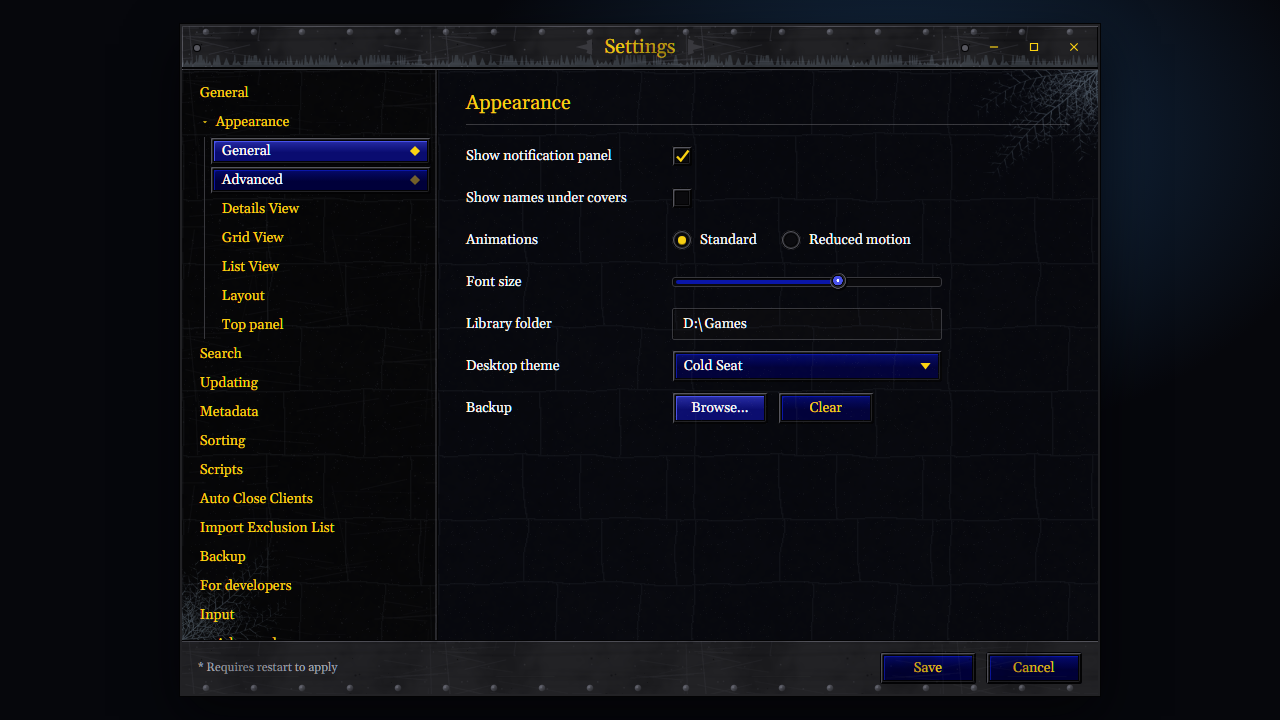 Settings
General
Appearance
General
Advanced
Details View
Grid View
List View
Layout
Top panel
Search
Updating
Metadata
Sorting
Scripts
Auto Close Clients
Import Exclusion List
Backup
For developers
Input
Appearance
Show notification panel
Show names under covers
Animations
Standard
Reduced motion
Font size
Library folder
D:\Games
Desktop theme
Cold Seat
Backup
Browse...
Clear
* Requires restart to apply
Save
Cancel